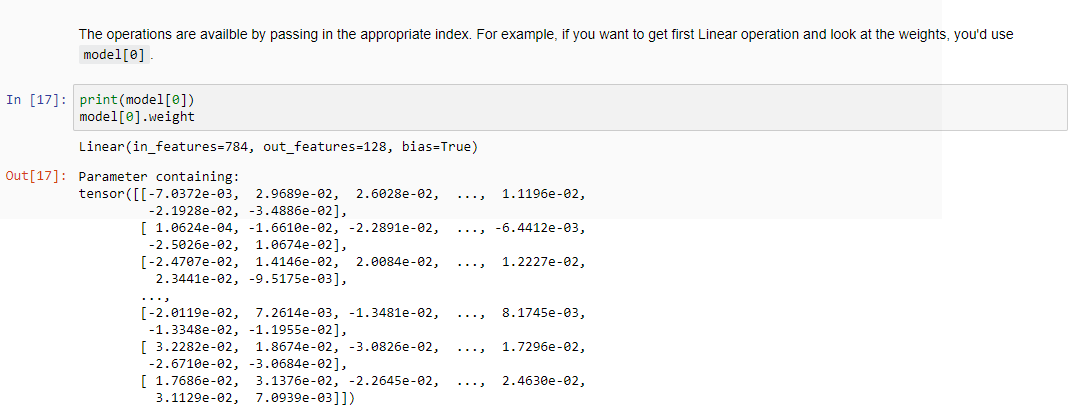 The operations are availble by passing in the appropriate index. For example, if you want to get first Linear operation and look at the weights, you'd use
model[0] .
In [17]: print(model[0])
model[0].weight
Linear(in_features=784, out_features=128, bias=True)
Out[17]: Parameter containing:
tensor([[-7.0372e-03,  2.9689e-02,  2.6028e-02,  ...,  1.1196e-02,
-2.1928e-02, -3.4886e-02],
[ 1.0624e-04, -1.6610e-02, -2.2891e-02,  ..., -6.4412e-03,
-2.5026e-02,  1.0674e-02],
[-2.4707e-02,  1.4146e-02,  2.0084e-02,  ...,  1.2227e-02,
2.3441e-02, -9.5175e-03],
...,
[-2.0119e-02,  7.2614e-03, -1.3481e-02,  ...,  8.1745e-03,
-1.3348e-02, -1.1955e-02],
[ 3.2282e-02,  1.8674e-02, -3.0826e-02,  ...,  1.7296e-02,
-2.6710e-02, -3.0684e-02],
[ 1.7686e-02,  3.1376e-02, -2.2645e-02,  ...,  2.4630e-02,
3.1129e-02,  7.0939e-03]])